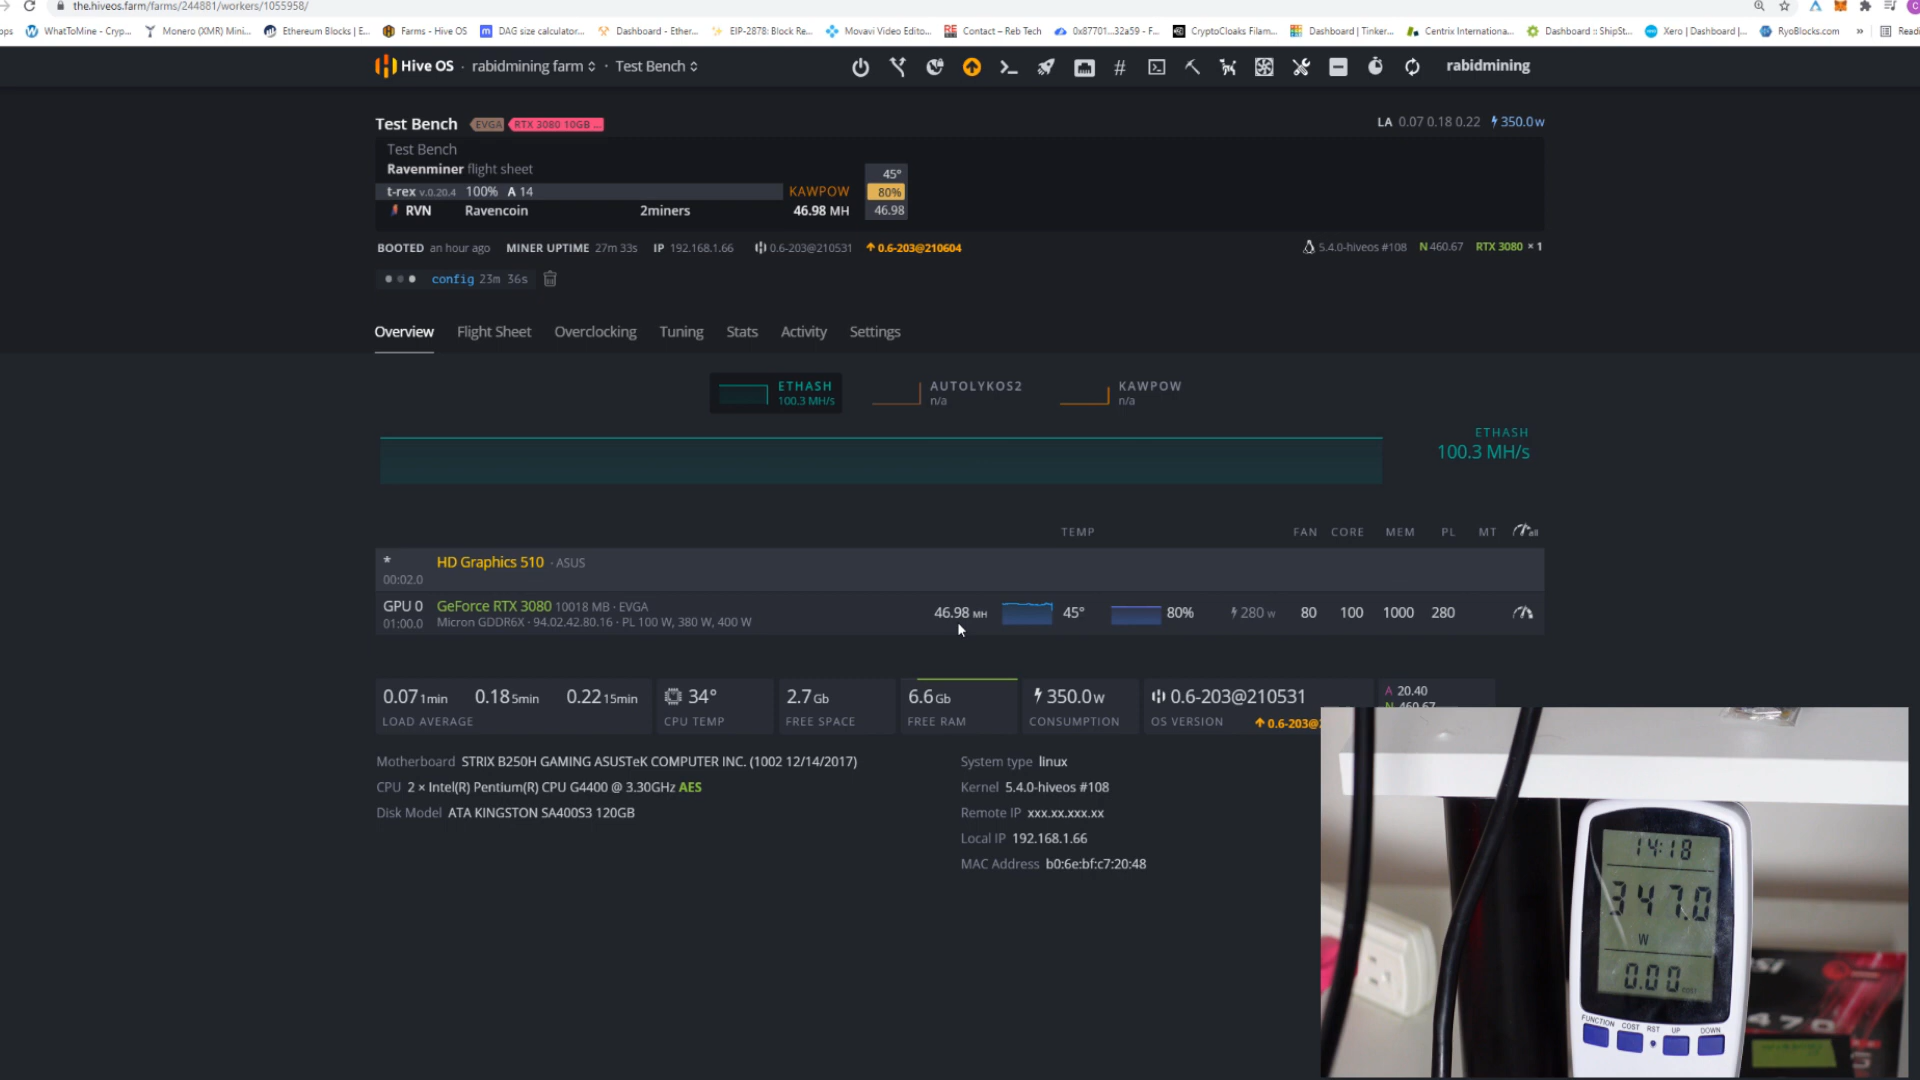 the.hiveos.farm/farms/244881/workers/1055958/
WhatToMine - Cryp... Monero (XMR) Mini... Ethereum Blocks | E... Farms - Hive OS DAG size calculator... Dashboard - Ether... EIP-2878: Block Re... Movavi Video Edito... Contact – Reb Tech 0x87701...32a59 - F... CryptoCloaks Filam... Dashboard | Tinker... Centrix Internationa... Dashboard :: ShipSt... Xero | Dashboard |... RyoBlocks.com »
Hive OS · rabidmining farm · Test Bench rabidmining
Test Bench EVGA RTX 3080 10GB ... LA 0.07 0.18 0.22 350.0w
Test Bench
Ravenminer flight sheet 45°
t-rex v.0.20.4 100% A 14 KAWPOW 80%
RVN Ravencoin 2miners 46.98 MH 46.98
BOOTED an hour ago MINER UPTIME 27m 33s IP 192.168.1.66 0.6-203@210531 0.6-203@210604 5.4.0-hiveos #108 N 460.67 RTX 3080 × 1
config 23m 36s
Overview Flight Sheet Overclocking Tuning Stats Activity Settings
ETHASH AUTOLYKOS2 KAWPOW
100.3 MH/s n/a n/a
ETHASH
100.3 MH/s
TEMP FAN CORE MEM PL MT all
* HD Graphics 510 · ASUS
00:02.0
GPU 0 GeForce RTX 3080 10018 MB · EVGA 46.98 MH 45° 80% 280 w 80 100 1000 280
01:00.0 Micron GDDR6X · 94.02.42.80.16 · PL 100 W, 380 W, 400 W
0.07 1min 0.18 5min 0.22 15min 34° 2.7 Gb 6.6 Gb 350.0 w 0.6-203@210531 A 20.40
N 460.67
LOAD AVERAGE CPU TEMP FREE SPACE FREE RAM CONSUMPTION OS VERSION 0.6-203@
Motherboard STRIX B250H GAMING ASUSTeK COMPUTER INC. (1002 12/14/2017) System type linux
CPU 2 × Intel(R) Pentium(R) CPU G4400 @ 3.30GHz AES Kernel 5.4.0-hiveos #108
Disk Model ATA KINGSTON SA400S3 120GB Remote IP xxx.xx.xxx.xx
Local IP 192.168.1.66
MAC Address b0:6e:bf:c7:20:48
14:18
347.0
W
0.00
FUNCTION COST RST UP DOWN
470